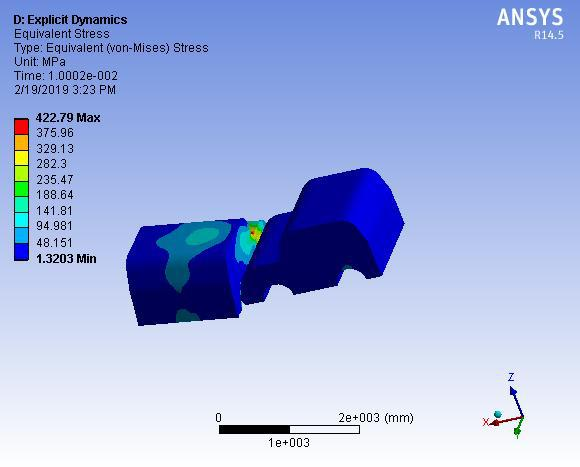 D: Explicit Dynamics
Equivalent Stress
Type: Equivalent (von-Mises) Stress
Unit: MPa
Time: 1.0002e-002
2/19/2019 3:23 PM
ANSYS
R14.5
422.79 Max
375.96
329.13
282.3
235.47
188.64
141.81
94.981
48.151
1.3203 Min
0
2e+003 (mm)
1e+003
Z
X
Y